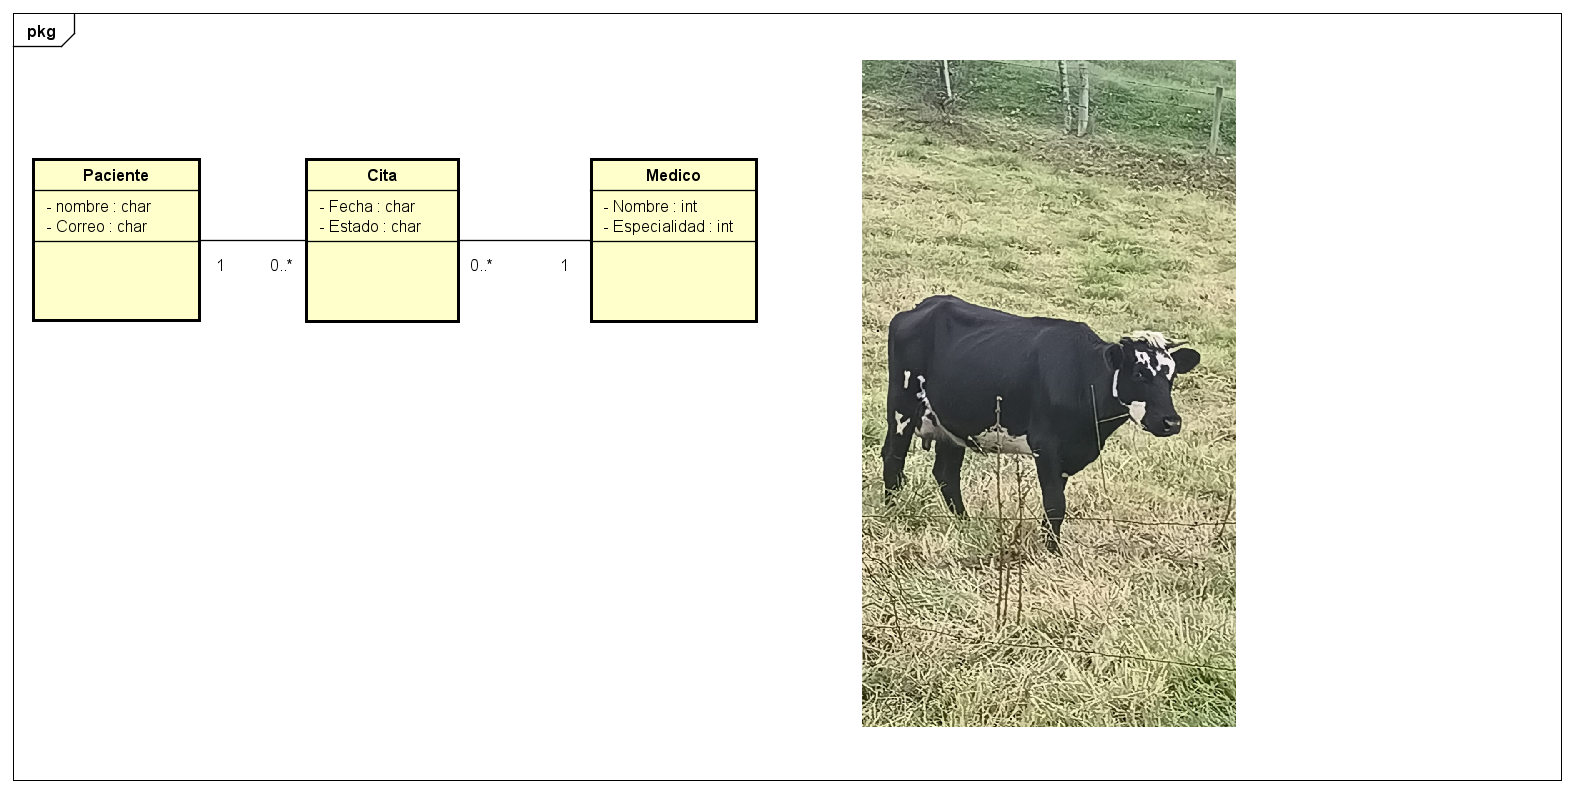 pkg
Paciente
- nombre : char
- Correo : char
1
0..*
Cita
- Fecha : char
- Estado : char
0..*
1
Medico
- Nombre : int
- Especialidad : int